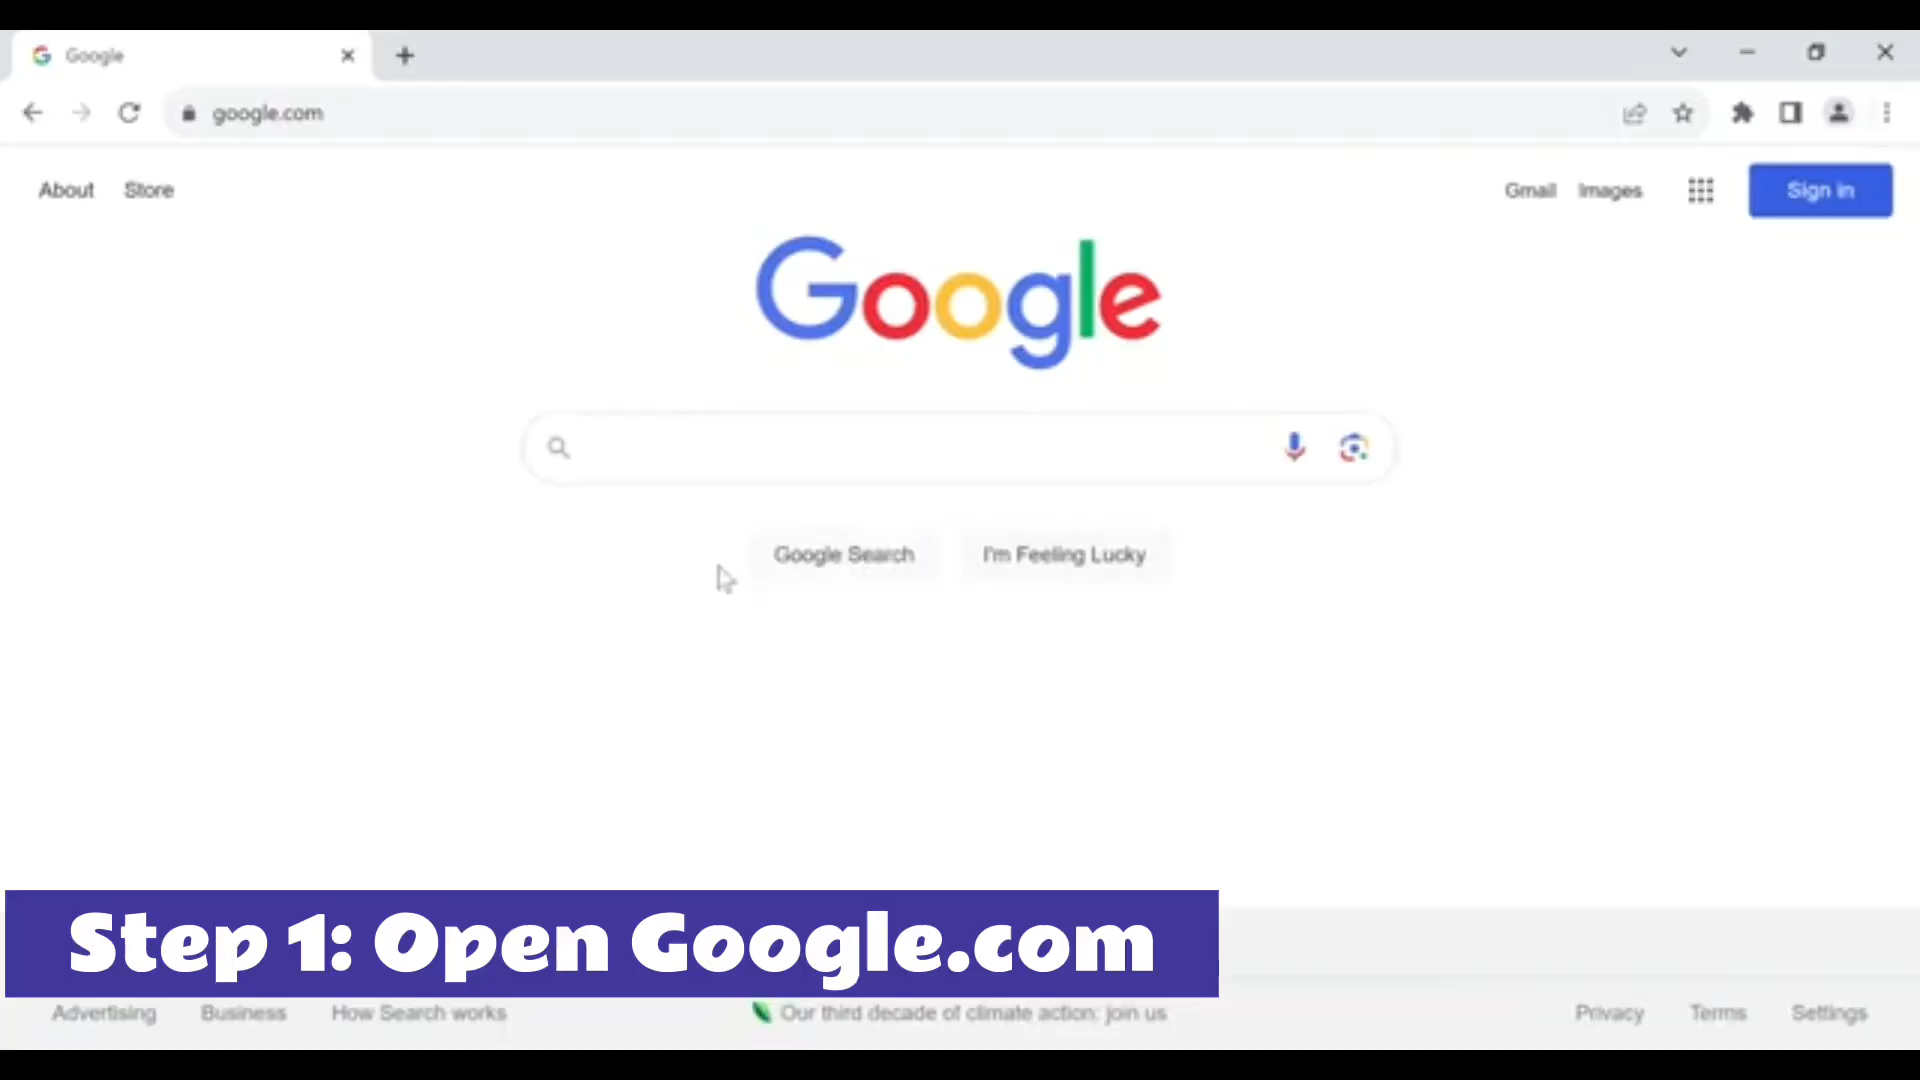 Google
google.com
About Store
Gmail Images Sign in
Google
Google Search I'm Feeling Lucky
Step 1: Open Google.com
Advertising Business How Search works
Our third decade of climate action: join us
Privacy Terms Settings